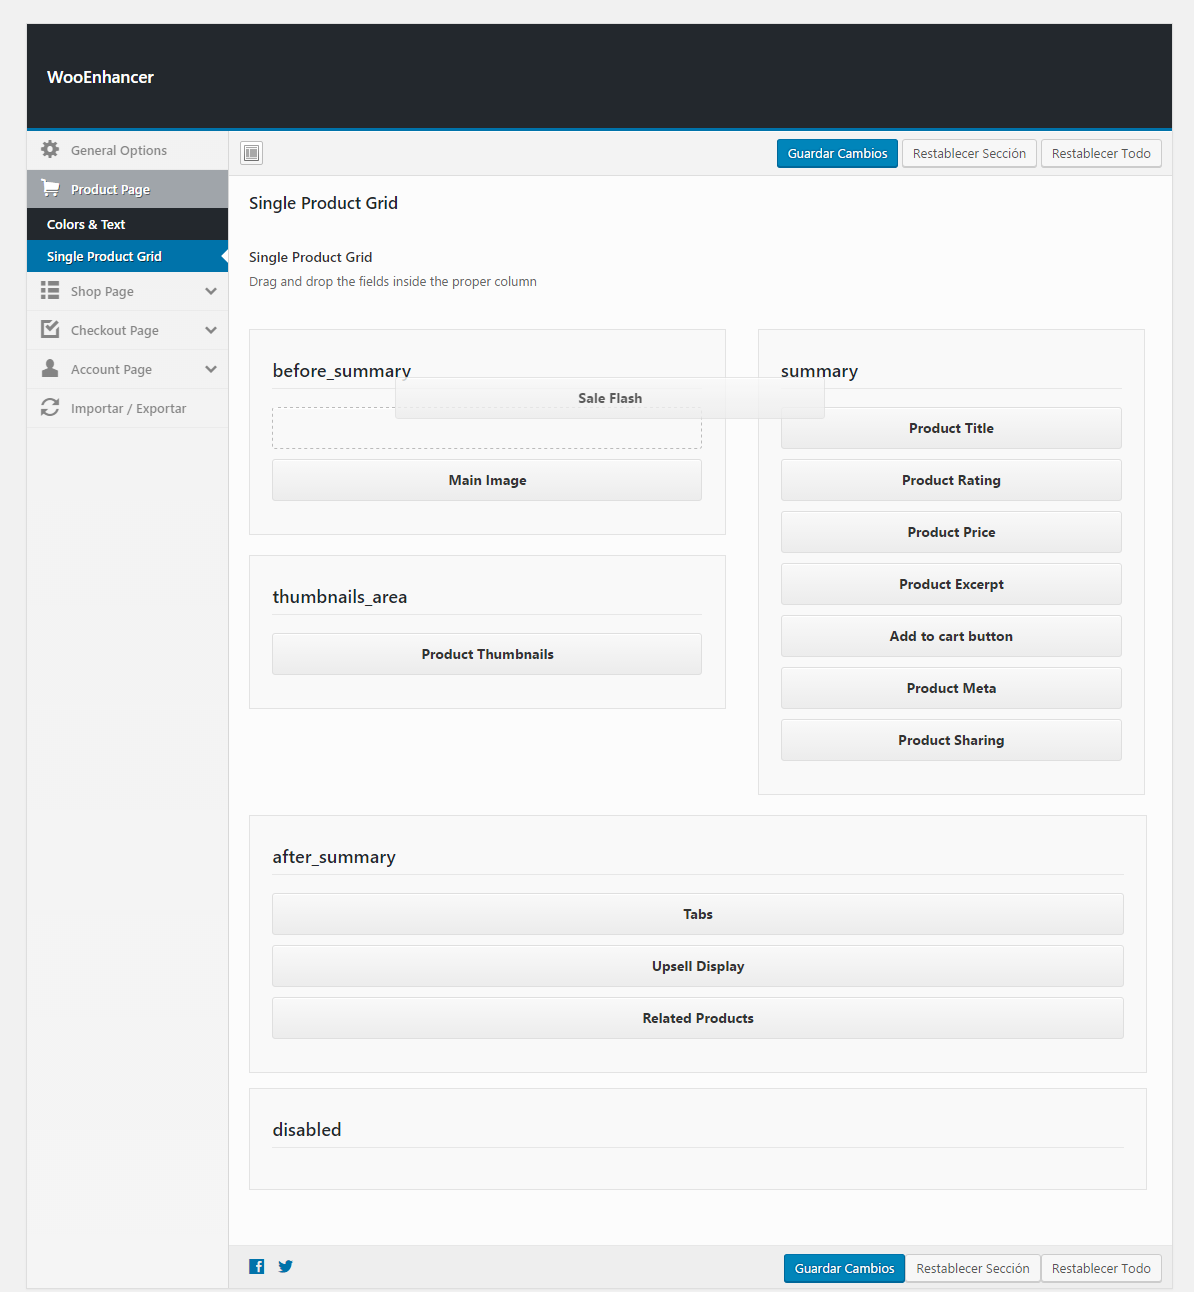 WooEnhancer
General Options
Product Page
Colors & Text
Single Product Grid
Shop Page
Checkout Page
Account Page
Importar / Exportar
Guardar Cambios
Restablecer Sección
Restablecer Todo
Single Product Grid
Single Product Grid
Drag and drop the fields inside the proper column
before_summary
Sale Flash
Main Image
thumbnails_area
Product Thumbnails
summary
Product Title
Product Rating
Product Price
Product Excerpt
Add to cart button
Product Meta
Product Sharing
after_summary
Tabs
Upsell Display
Related Products
disabled
Guardar Cambios
Restablecer Sección
Restablecer Todo